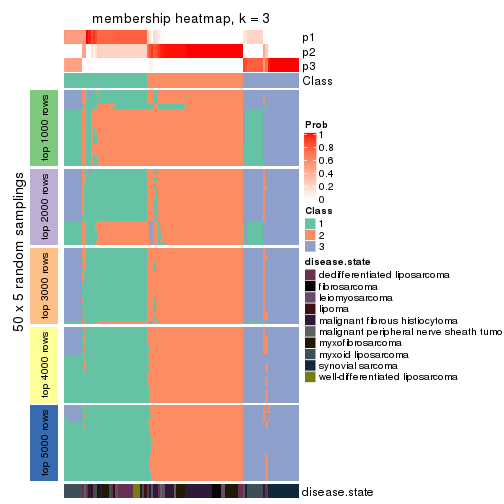 membership heatmap, k = 3
p1
p2
p3
Class
50 x 5 random samplings
top 1000 rows
top 2000 rows
top 3000 rows
top 4000 rows
top 5000 rows
Prob
1
0.8
0.6
0.4
0.2
0
Class
1
2
3
disease.state
dedifferentiated liposarcoma
fibrosarcoma
leiomyosarcoma
lipoma
malignant fibrous histiocytoma
malignant peripheral nerve sheath tumo
myxofibrosarcoma
myxoid liposarcoma
synovial sarcoma
well-differentiated liposarcoma
disease.state